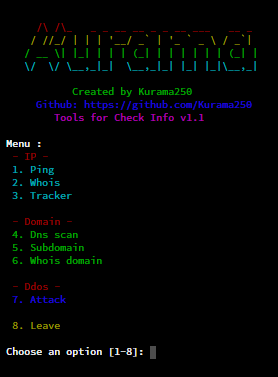 Kurama
Created by Kurama250
Github: https://github.com/Kurama250
Tools for Check Info v1.1
Menu :
- IP -
1. Ping
2. Whois
3. Tracker
- Domain -
4. Dns scan
5. Subdomain
6. Whois domain
- Ddos -
7. Attack
8. Leave
Choose an option [1-8]: